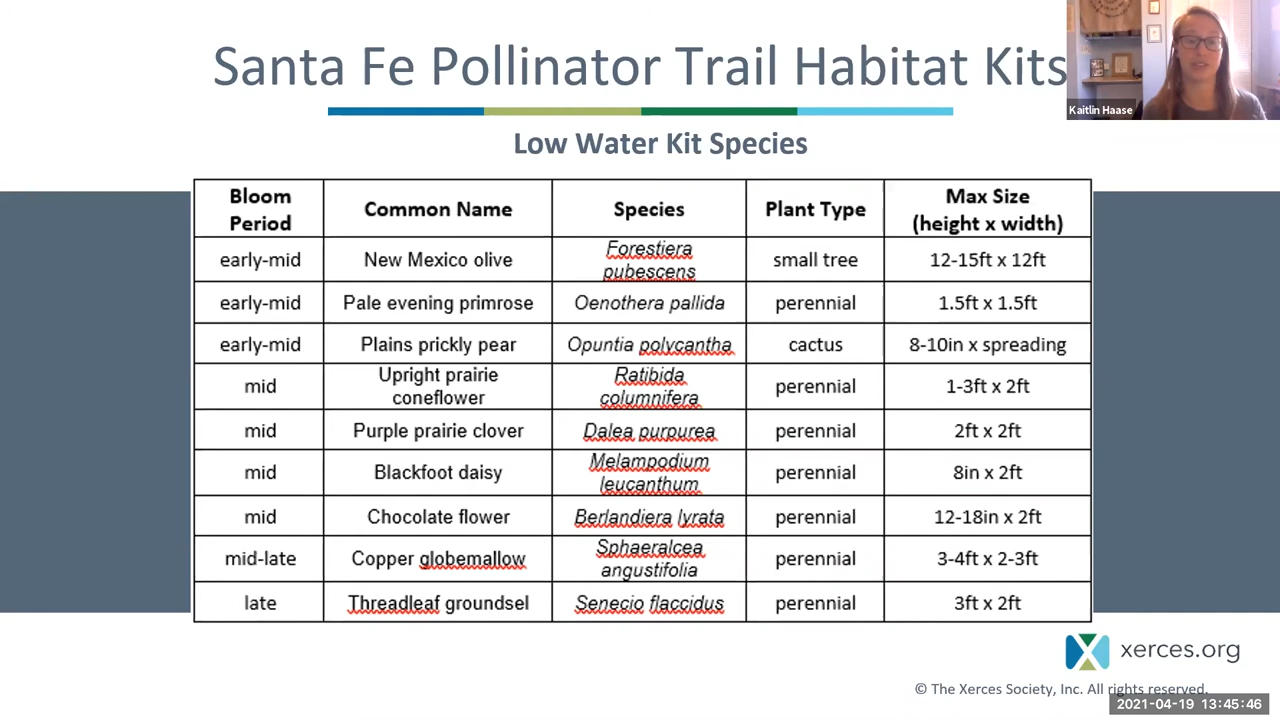 Santa Fe Pollinator Trail Habitat Kits
Kaitlin Haase
Low Water Kit Species
Bloom Period Common Name Species Plant Type Max Size (height x width)
early-mid New Mexico olive Forestiera pubescens small tree 12-15ft x 12ft
early-mid Pale evening primrose Oenothera pallida perennial 1.5ft x 1.5ft
early-mid Plains prickly pear Opuntia polycantha cactus 8-10in x spreading
mid Upright prairie coneflower Ratibida columnifera perennial 1-3ft x 2ft
mid Purple prairie clover Dalea purpurea perennial 2ft x 2ft
mid Blackfoot daisy Melampodium leucanthum perennial 8in x 2ft
mid Chocolate flower Berlandiera lyrata perennial 12-18in x 2ft
mid-late Copper globemallow Sphaeralcea angustifolia perennial 3-4ft x 2-3ft
late Threadleaf groundsel Senecio flaccidus perennial 3ft x 2ft
xerces.org
© The Xerces Society, Inc. All rights reserved.
2021-04-19 13:45:46